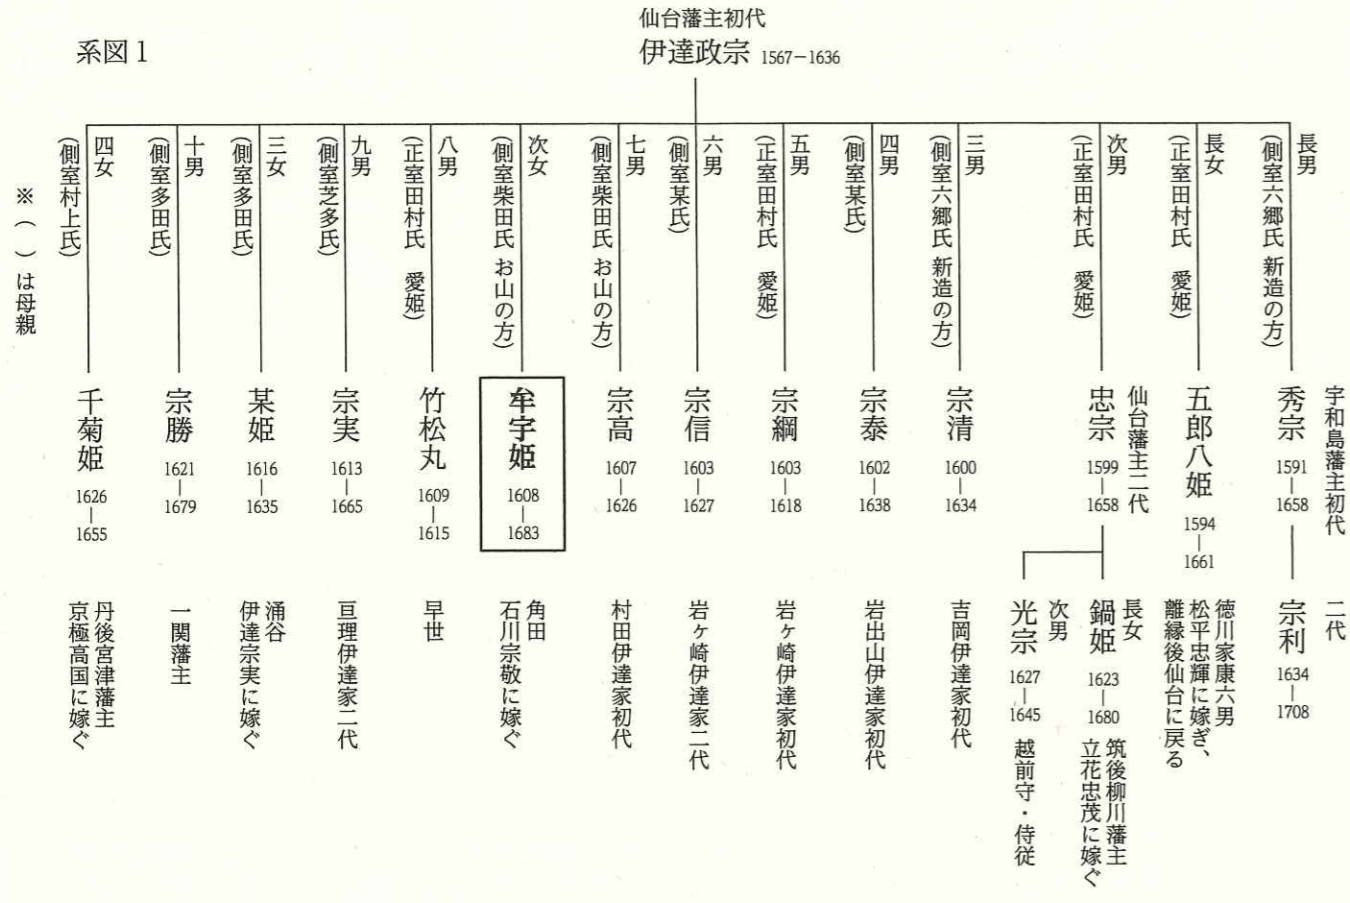 系図1
仙台藩主初代
伊達政宗 1567-1636
長男
(側室六郷氏 新造の方)
宇和島藩主初代
秀宗 1591-1658
二代
宗利 1634-1708
長女
(正室田村氏 愛姫)
五郎八姫 1594-1661
徳川家康六男
松平忠輝に嫁ぎ、
離縁後仙台に戻る
次男
(正室田村氏 愛姫)
仙台藩主二代
忠宗 1599-1658
長女
鍋姫 1623-1680
筑後柳川藩主
立花忠茂に嫁ぐ
次男
光宗 1627-1645
越前守・侍従
三男
(側室六郷氏 新造の方)
宗清 1600-1634
吉岡伊達家初代
四男
(側室某氏)
宗泰 1602-1638
岩出山伊達家初代
五男
(正室田村氏 愛姫)
宗綱 1603-1618
岩ヶ崎伊達家初代
六男
(側室某氏)
宗信 1603-1627
岩ヶ崎伊達家二代
七男
(側室柴田氏 お山の方)
宗高 1607-1626
村田伊達家初代
次女
(側室柴田氏 お山の方)
牟宇姫 1608-1683
角田
石川宗敬に嫁ぐ
八男
(正室田村氏 愛姫)
竹松丸 1609-1615
早世
九男
(側室芝多氏)
宗実 1613-1665
亘理伊達家二代
三女
(側室多田氏)
某姫 1616-1635
涌谷
伊達宗実に嫁ぐ
十男
(側室多田氏)
宗勝 1621-1679
一関藩主
四女
(側室村上氏)
千菊姫 1626-1655
丹後宮津藩主
京極高国に嫁ぐ
※( )は母親